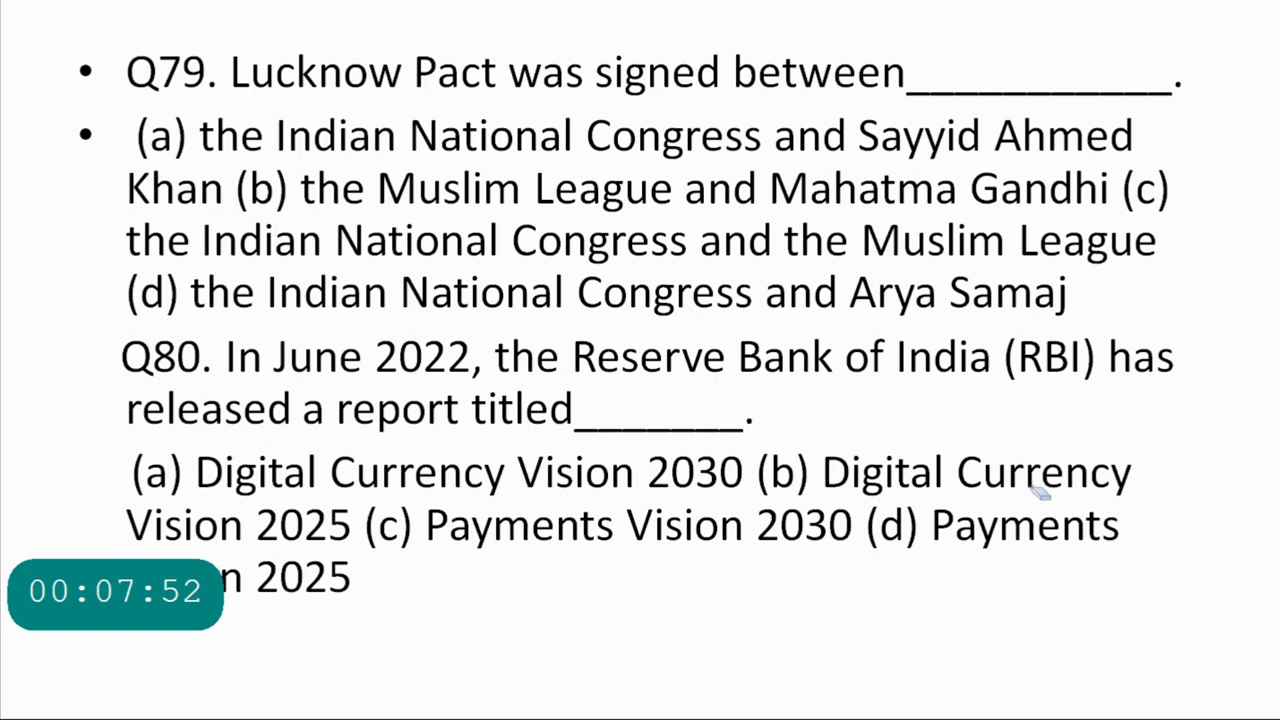 • Q79. Lucknow Pact was signed between___________.
• (a) the Indian National Congress and Sayyid Ahmed
Khan (b) the Muslim League and Mahatma Gandhi (c)
the Indian National Congress and the Muslim League
(d) the Indian National Congress and Arya Samaj
Q80. In June 2022, the Reserve Bank of India (RBI) has
released a report titled_______.
(a) Digital Currency Vision 2030 (b) Digital Currency
Vision 2025 (c) Payments Vision 2030 (d) Payments
n 2025
00:07:52